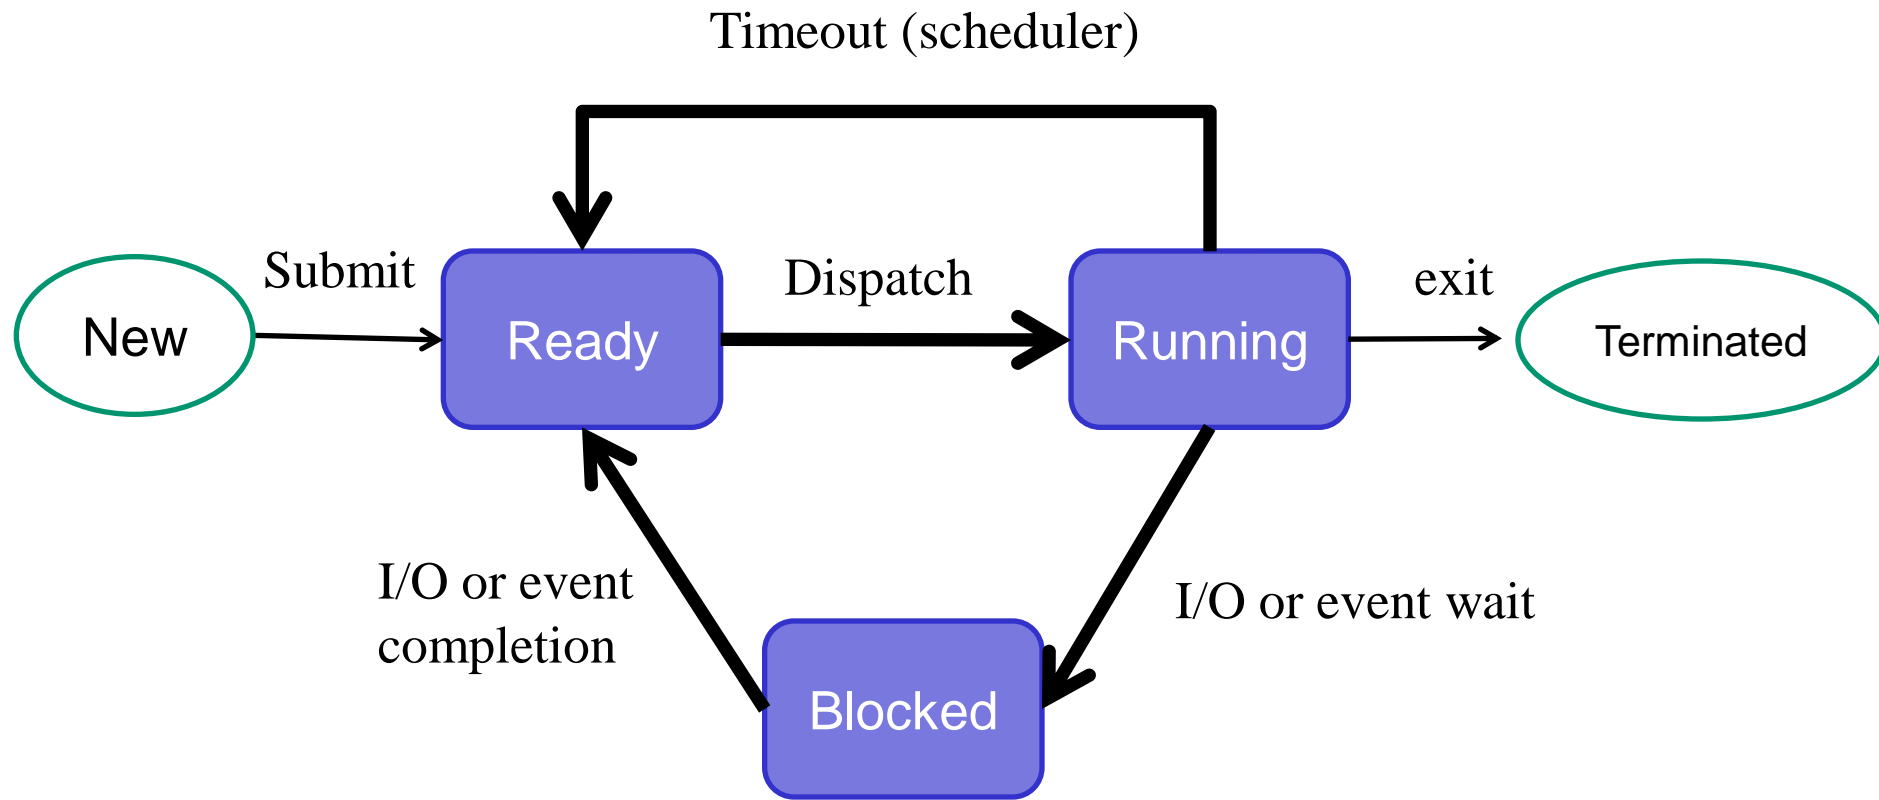 Timeout (scheduler)
Submit
Dispatch
exit
New
Ready
Running
Terminated
I/O or event
completion
I/O or event wait
Blocked